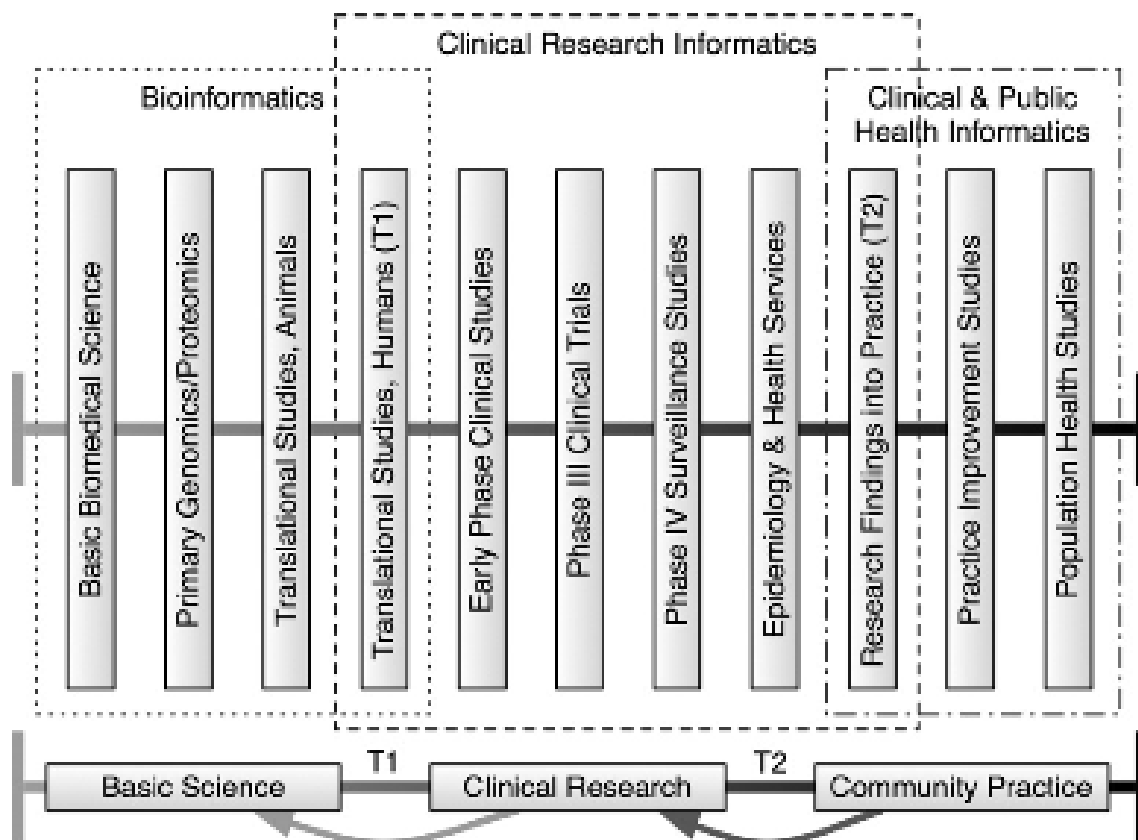 Clinical Research Informatics
Bioinformatics
Clinical & Public
Health Informatics
Basic Biomedical Science
Primary Genomics/Proteomics
Translational Studies, Animals
Translational Studies, Humans (T1)
Early Phase Clinical Studies
Phase III Clinical Trials
Phase IV Surveillance Studies
Epidemiology & Health Services
Research Findings into Practice (T2)
Practice Improvement Studies
Population Health Studies
Basic Science
T1
Clinical Research
T2
Community Practice